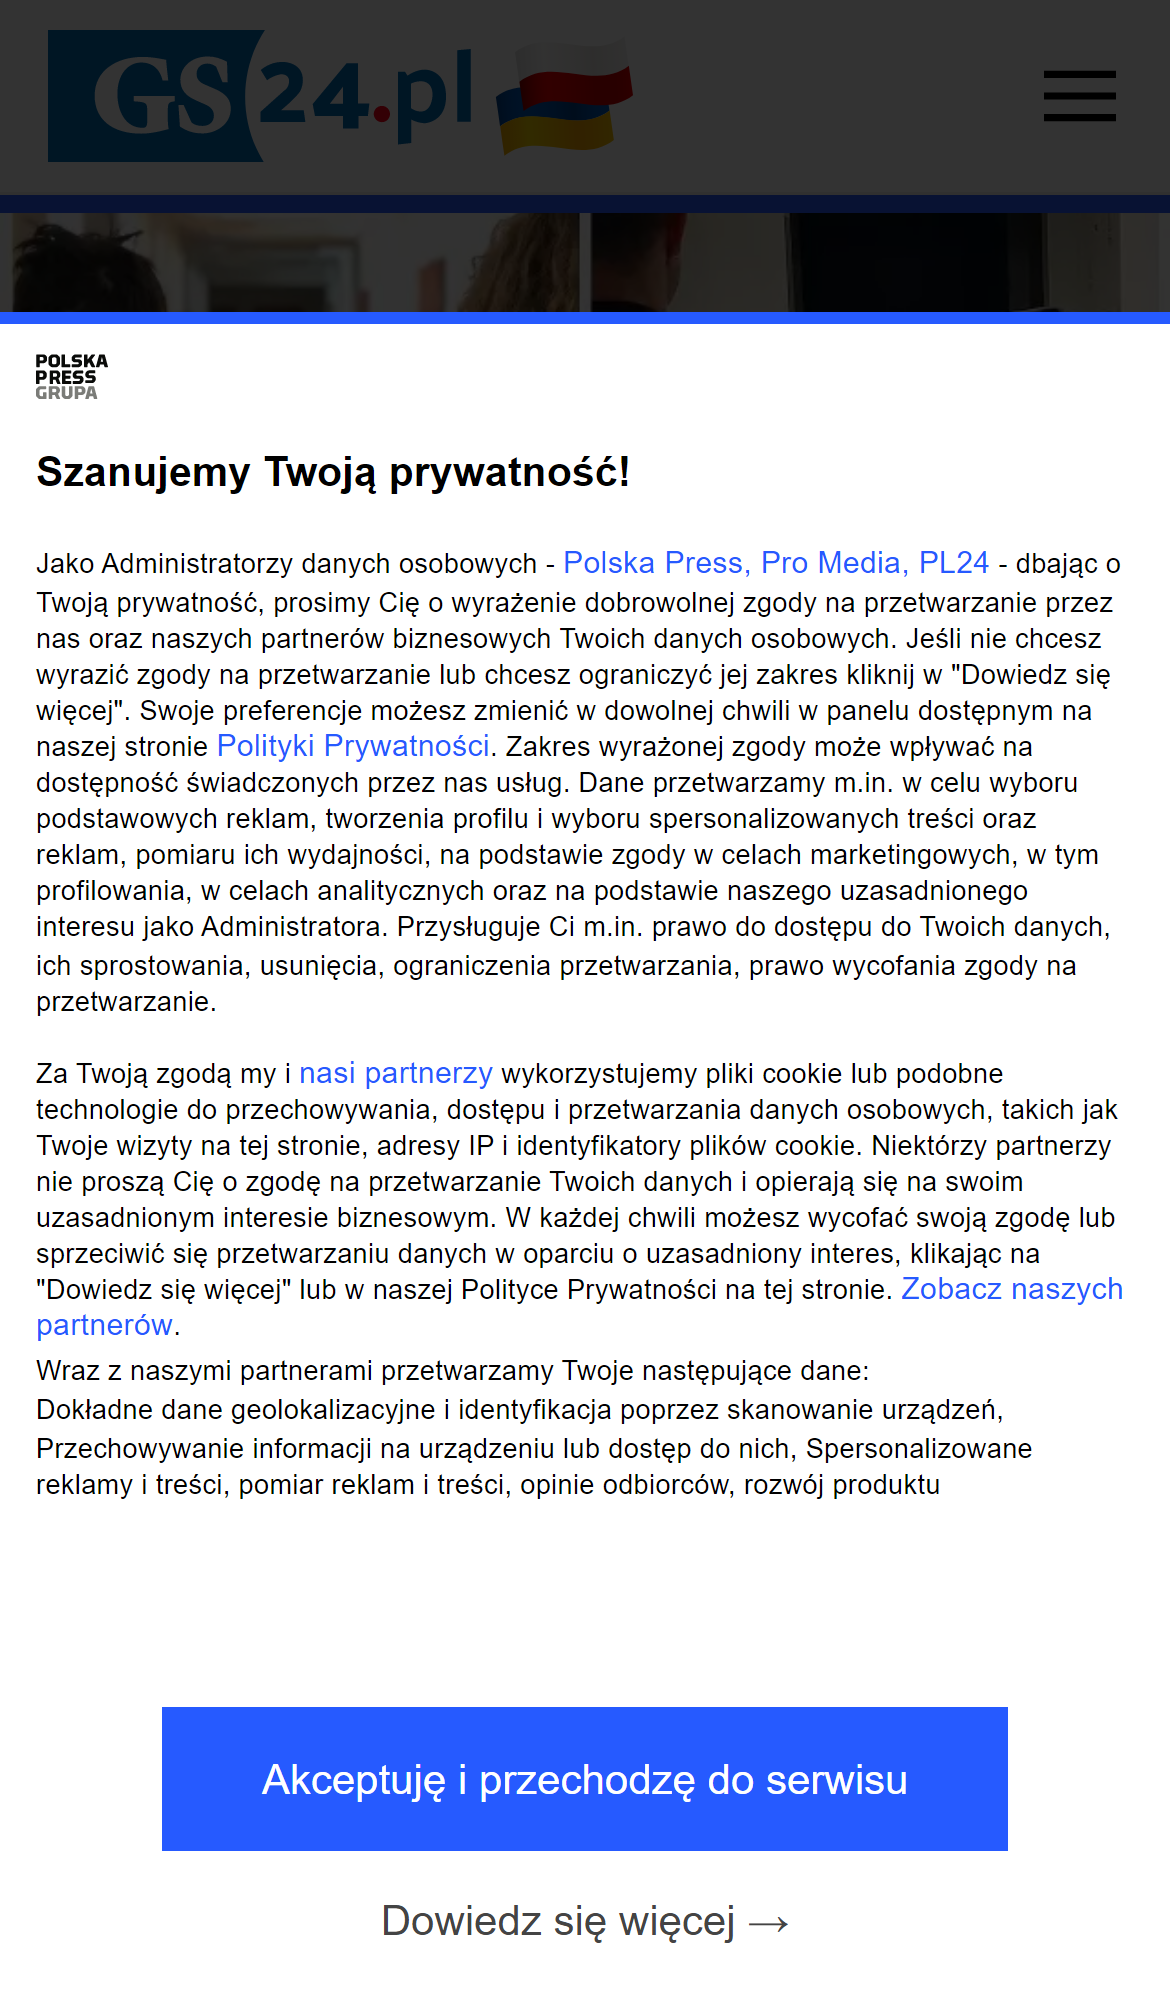 GS24.pl
POLSKA
PRESS
GRUPA
Szanujemy Twoją prywatność!
Jako Administratorzy danych osobowych - Polska Press, Pro Media, PL24 - dbając o
Twoją prywatność, prosimy Cię o wyrażenie dobrowolnej zgody na przetwarzanie przez
nas oraz naszych partnerów biznesowych Twoich danych osobowych. Jeśli nie chcesz
wyrazić zgody na przetwarzanie lub chcesz ograniczyć jej zakres kliknij w "Dowiedz się
więcej". Swoje preferencje możesz zmienić w dowolnej chwili w panelu dostępnym na
naszej stronie Polityki Prywatności. Zakres wyrażonej zgody może wpływać na
dostępność świadczonych przez nas usług. Dane przetwarzamy m.in. w celu wyboru
podstawowych reklam, tworzenia profilu i wyboru spersonalizowanych treści oraz
reklam, pomiaru ich wydajności, na podstawie zgody w celach marketingowych, w tym
profilowania, w celach analitycznych oraz na podstawie naszego uzasadnionego
interesu jako Administratora. Przysługuje Ci m.in. prawo do dostępu do Twoich danych,
ich sprostowania, usunięcia, ograniczenia przetwarzania, prawo wycofania zgody na
przetwarzanie.
Za Twoją zgodą my i nasi partnerzy wykorzystujemy pliki cookie lub podobne
technologie do przechowywania, dostępu i przetwarzania danych osobowych, takich jak
Twoje wizyty na tej stronie, adresy IP i identyfikatory plików cookie. Niektórzy partnerzy
nie proszą Cię o zgodę na przetwarzanie Twoich danych i opierają się na swoim
uzasadnionym interesie biznesowym. W każdej chwili możesz wycofać swoją zgodę lub
sprzeciwić się przetwarzaniu danych w oparciu o uzasadniony interes, klikając na
"Dowiedz się więcej" lub w naszej Polityce Prywatności na tej stronie. Zobacz naszych
partnerów.
Wraz z naszymi partnerami przetwarzamy Twoje następujące dane:
Dokładne dane geolokalizacyjne i identyfikacja poprzez skanowanie urządzeń,
Przechowywanie informacji na urządzeniu lub dostęp do nich, Spersonalizowane
reklamy i treści, pomiar reklam i treści, opinie odbiorców, rozwój produktu
Akceptuję i przechodzę do serwisu
Dowiedz się więcej →